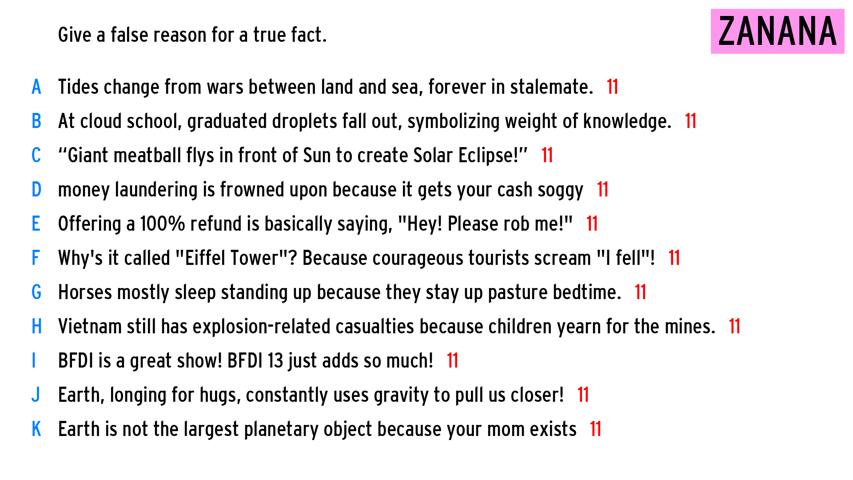 Give a false reason for a true fact.
ZANANA
A Tides change from wars between land and sea, forever in stalemate. 11
B At cloud school, graduated droplets fall out, symbolizing weight of knowledge. 11
C “Giant meatball flys in front of Sun to create Solar Eclipse!” 11
D money laundering is frowned upon because it gets your cash soggy 11
E Offering a 100% refund is basically saying, "Hey! Please rob me!" 11
F Why's it called "Eiffel Tower"? Because courageous tourists scream "I fell"! 11
G Horses mostly sleep standing up because they stay up pasture bedtime. 11
H Vietnam still has explosion-related casualties because children yearn for the mines. 11
I BFDI is a great show! BFDI 13 just adds so much! 11
J Earth, longing for hugs, constantly uses gravity to pull us closer! 11
K Earth is not the largest planetary object because your mom exists 11